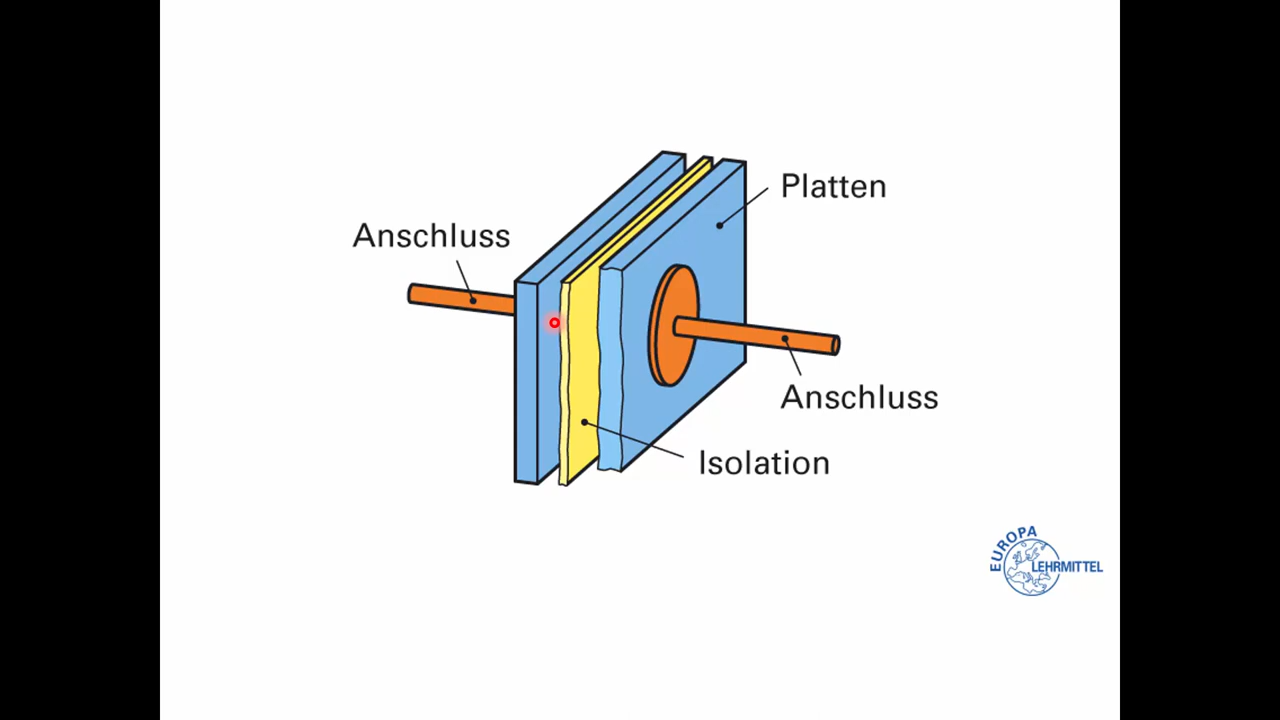 Platten
Anschluss
Anschluss
Isolation
EUROPA
LEHRMITTEL